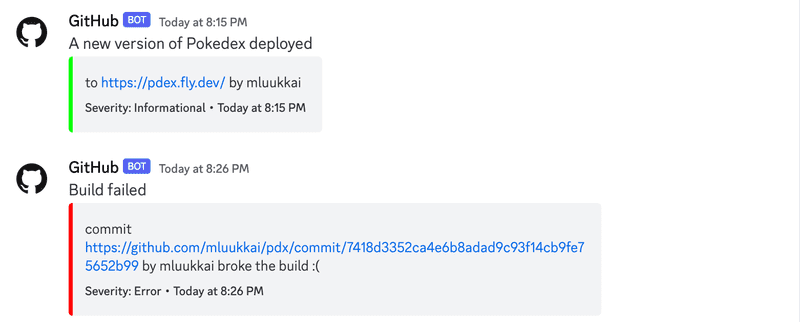 GitHub BOT Today at 8:15 PM
A new version of Pokedex deployed
to https://pdex.fly.dev/ by mluukkai
Severity: Informational • Today at 8:15 PM
GitHub BOT Today at 8:26 PM
Build failed
commit
https://github.com/mluukkai/pdx/commit/7418d3352ca4e6b8adad9c93f14cb9fe7
5652b99 by mluukkai broke the build :(
Severity: Error • Today at 8:26 PM